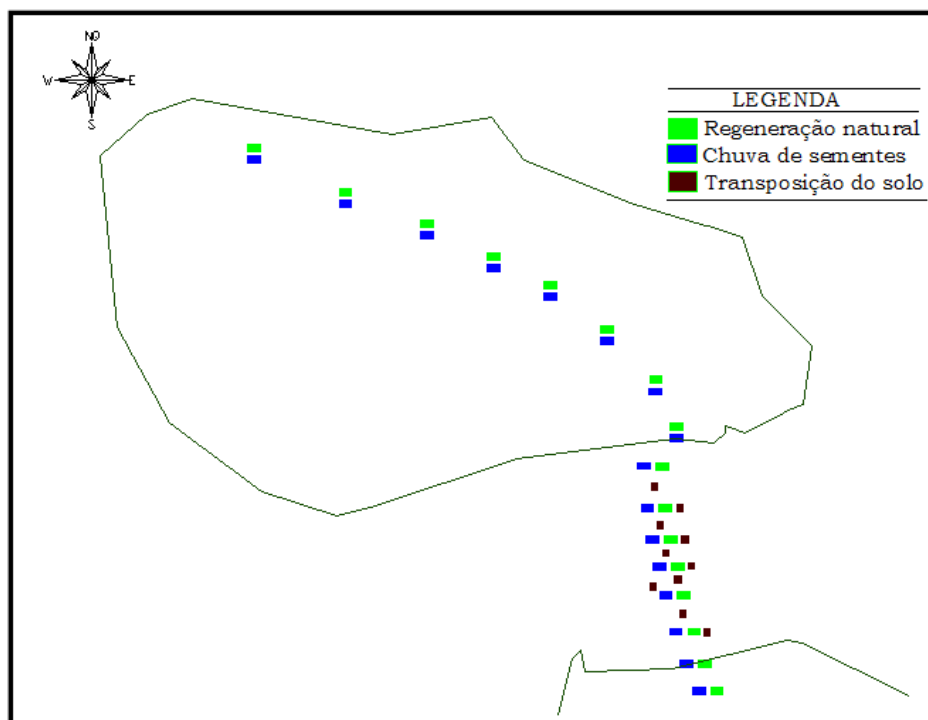 NO
W E
S
LEGENDA
Regeneração natural
Chuva de sementes
Transposição do solo